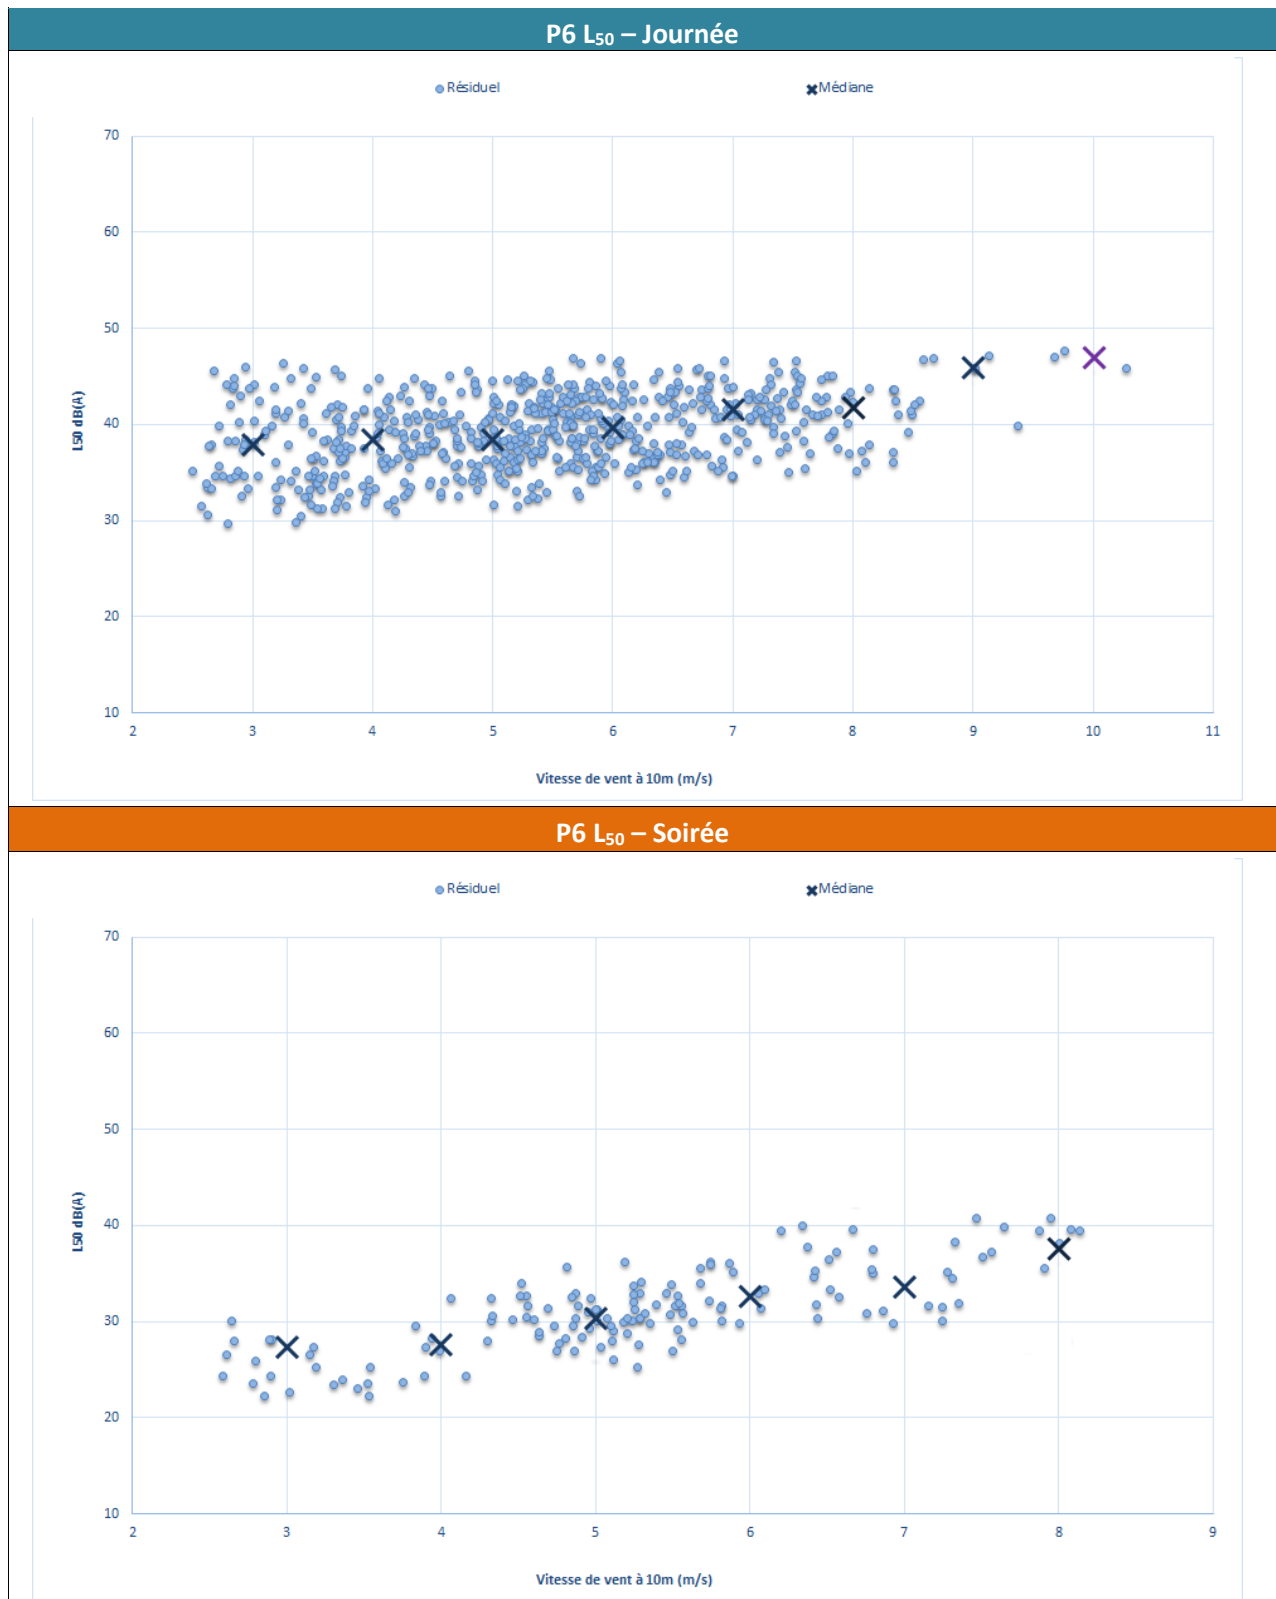 P6 L₅₀ – Journée
Résiduel
Médiane
70
60
50
40
30
20
10
L50 dB(A)
2 3 4 5 6 7 8 9 10 11
Vitesse de vent à 10m (m/s)
P6 L₅₀ – Soirée
Résiduel
Médiane
70
60
50
40
30
20
10
L50 dB(A)
2 3 4 5 6 7 8 9
Vitesse de vent à 10m (m/s)